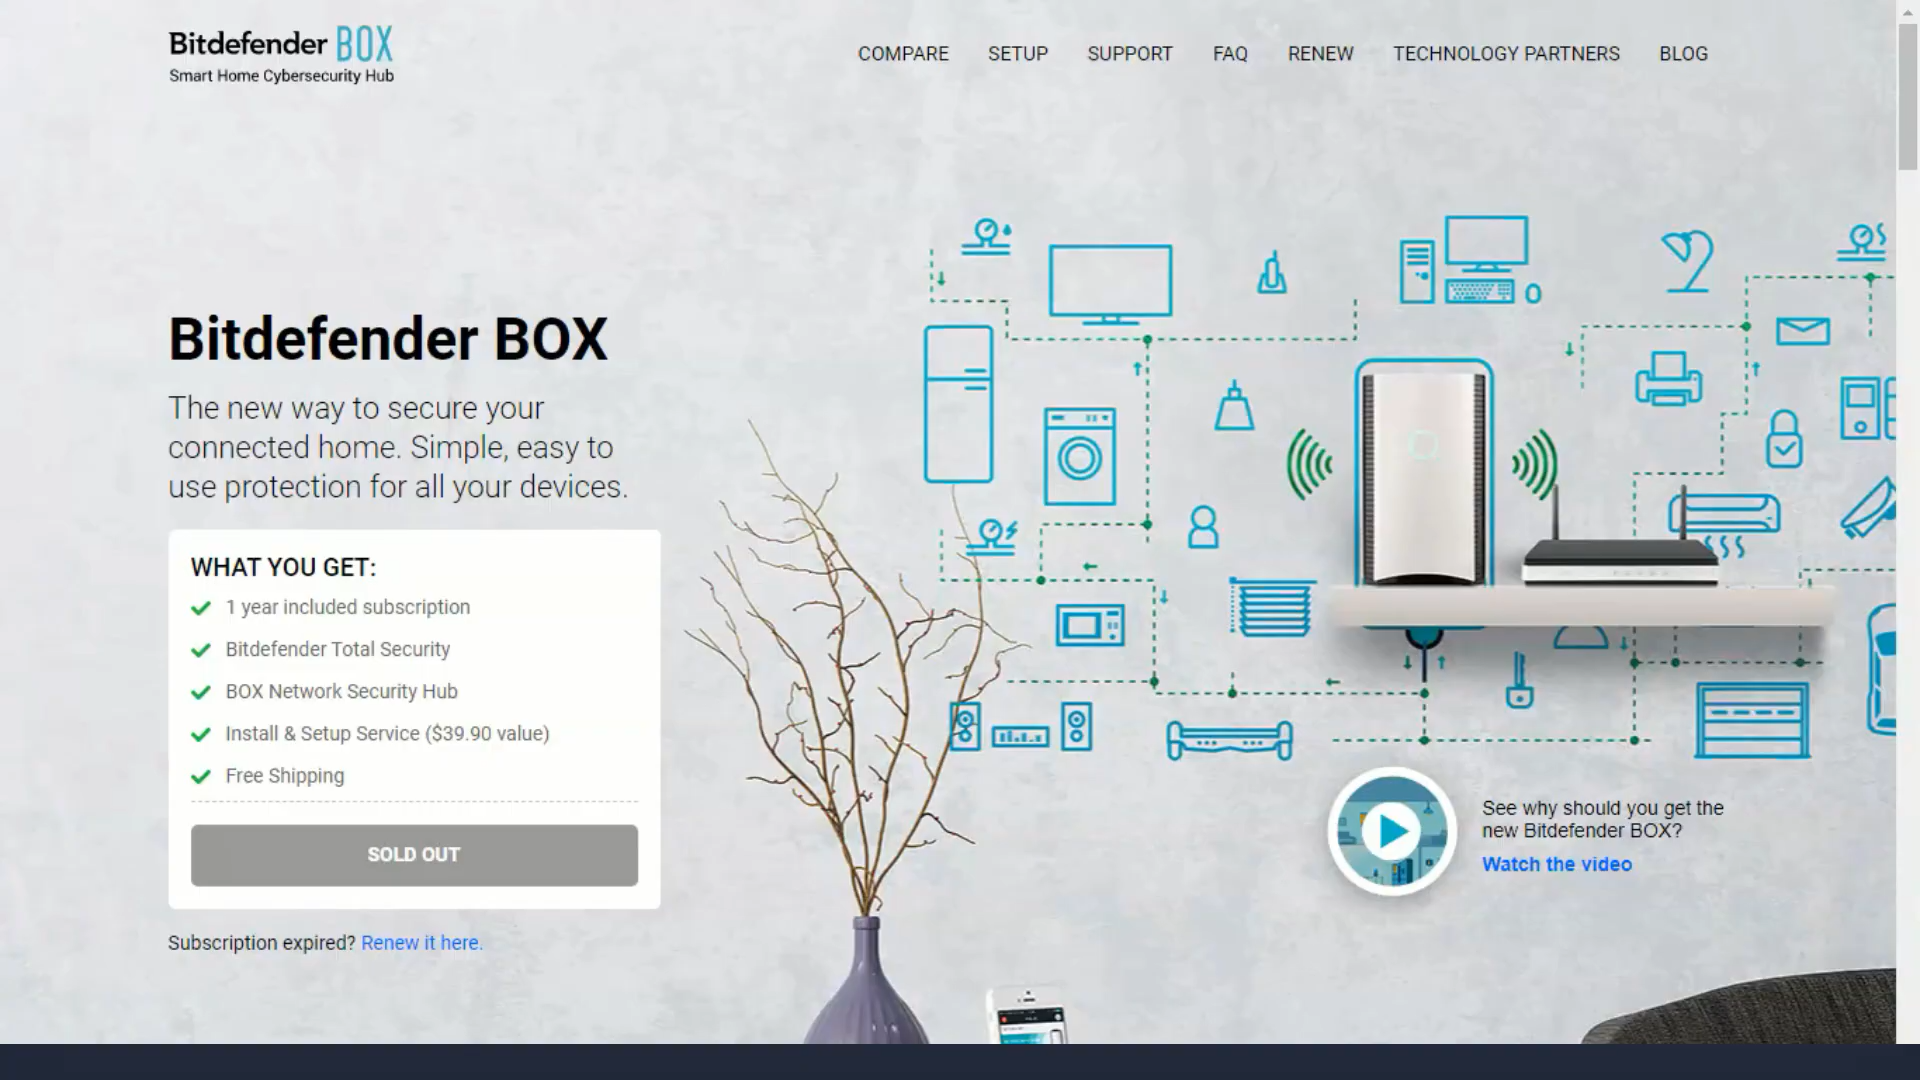 Bitdefender BOX
Smart Home Cybersecurity Hub
COMPARE SETUP SUPPORT FAQ RENEW TECHNOLOGY PARTNERS BLOG
Bitdefender BOX
The new way to secure your
connected home. Simple, easy to
use protection for all your devices.
WHAT YOU GET:
1 year included subscription
Bitdefender Total Security
BOX Network Security Hub
Install & Setup Service ($39.90 value)
Free Shipping
SOLD OUT
Subscription expired? Renew it here.
See why should you get the
new Bitdefender BOX?
Watch the video